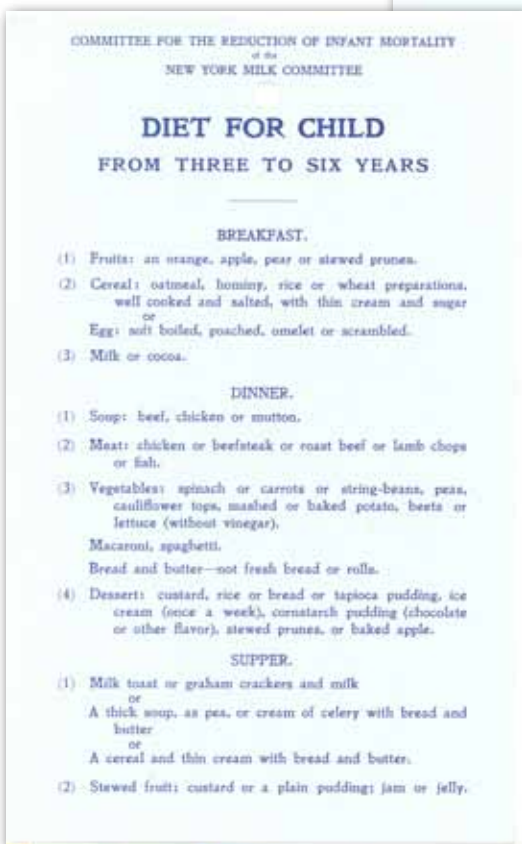 COMMITTEE FOR THE REDUCTION OF INFANT MORTALITY
of the
NEW YORK MILK COMMITTEE
DIET FOR CHILD
FROM THREE TO SIX YEARS
BREAKFAST.
(1) Fruits: an orange, apple, pear or stewed prunes.
(2) Cereal: oatmeal, hominy, rice or wheat preparations,
well cooked and salted, with thin cream and sugar
or
Egg: soft boiled, poached, omelet or scrambled.
(3) Milk or cocoa.
DINNER.
(1) Soup: beef, chicken or mutton.
(2) Meat: chicken or beefsteak or roast beef or lamb chops
or fish.
(3) Vegetables: spinach or carrots or string-beans, peas,
cauliflower tops, mashed or baked potato, beets or
lettuce (without vinegar).
Macaroni, spaghetti.
Bread and butter—not fresh bread or rolls.
(4) Dessert: custard, rice or bread or tapioca pudding, ice
cream (once a week), cornstarch pudding (chocolate
or other flavor), stewed prunes, or baked apple.
SUPPER.
(1) Milk toast or graham crackers and milk
or
A thick soup, as pea, or cream of celery with bread and
butter
or
A cereal and thin cream with bread and butter.
(2) Stewed fruit; custard or a plain pudding; jam or jelly.